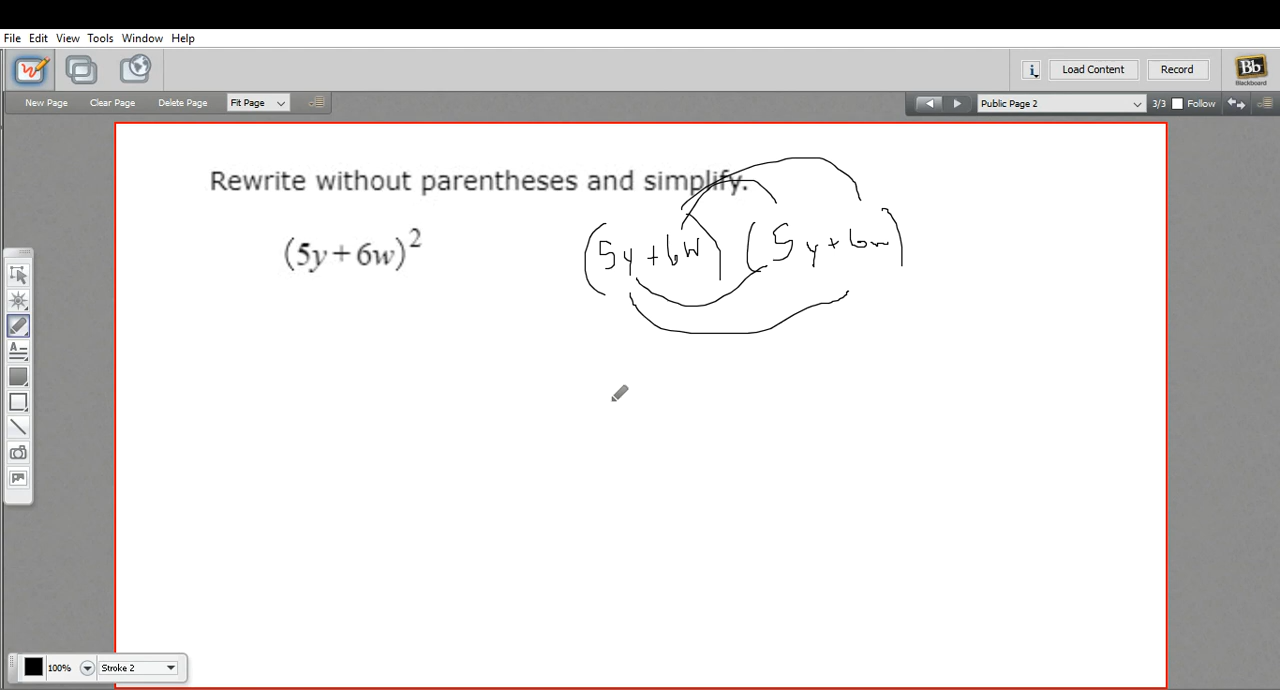 File Edit View Tools Window Help
i Load Content Record Bb
Blackboard
New Page Clear Page Delete Page Fit Page Public Page 2 3/3 Follow
Rewrite without parentheses and simplify.
(5y+6w)² (5y+6w) (5y+6w)
A
100% Stroke 2